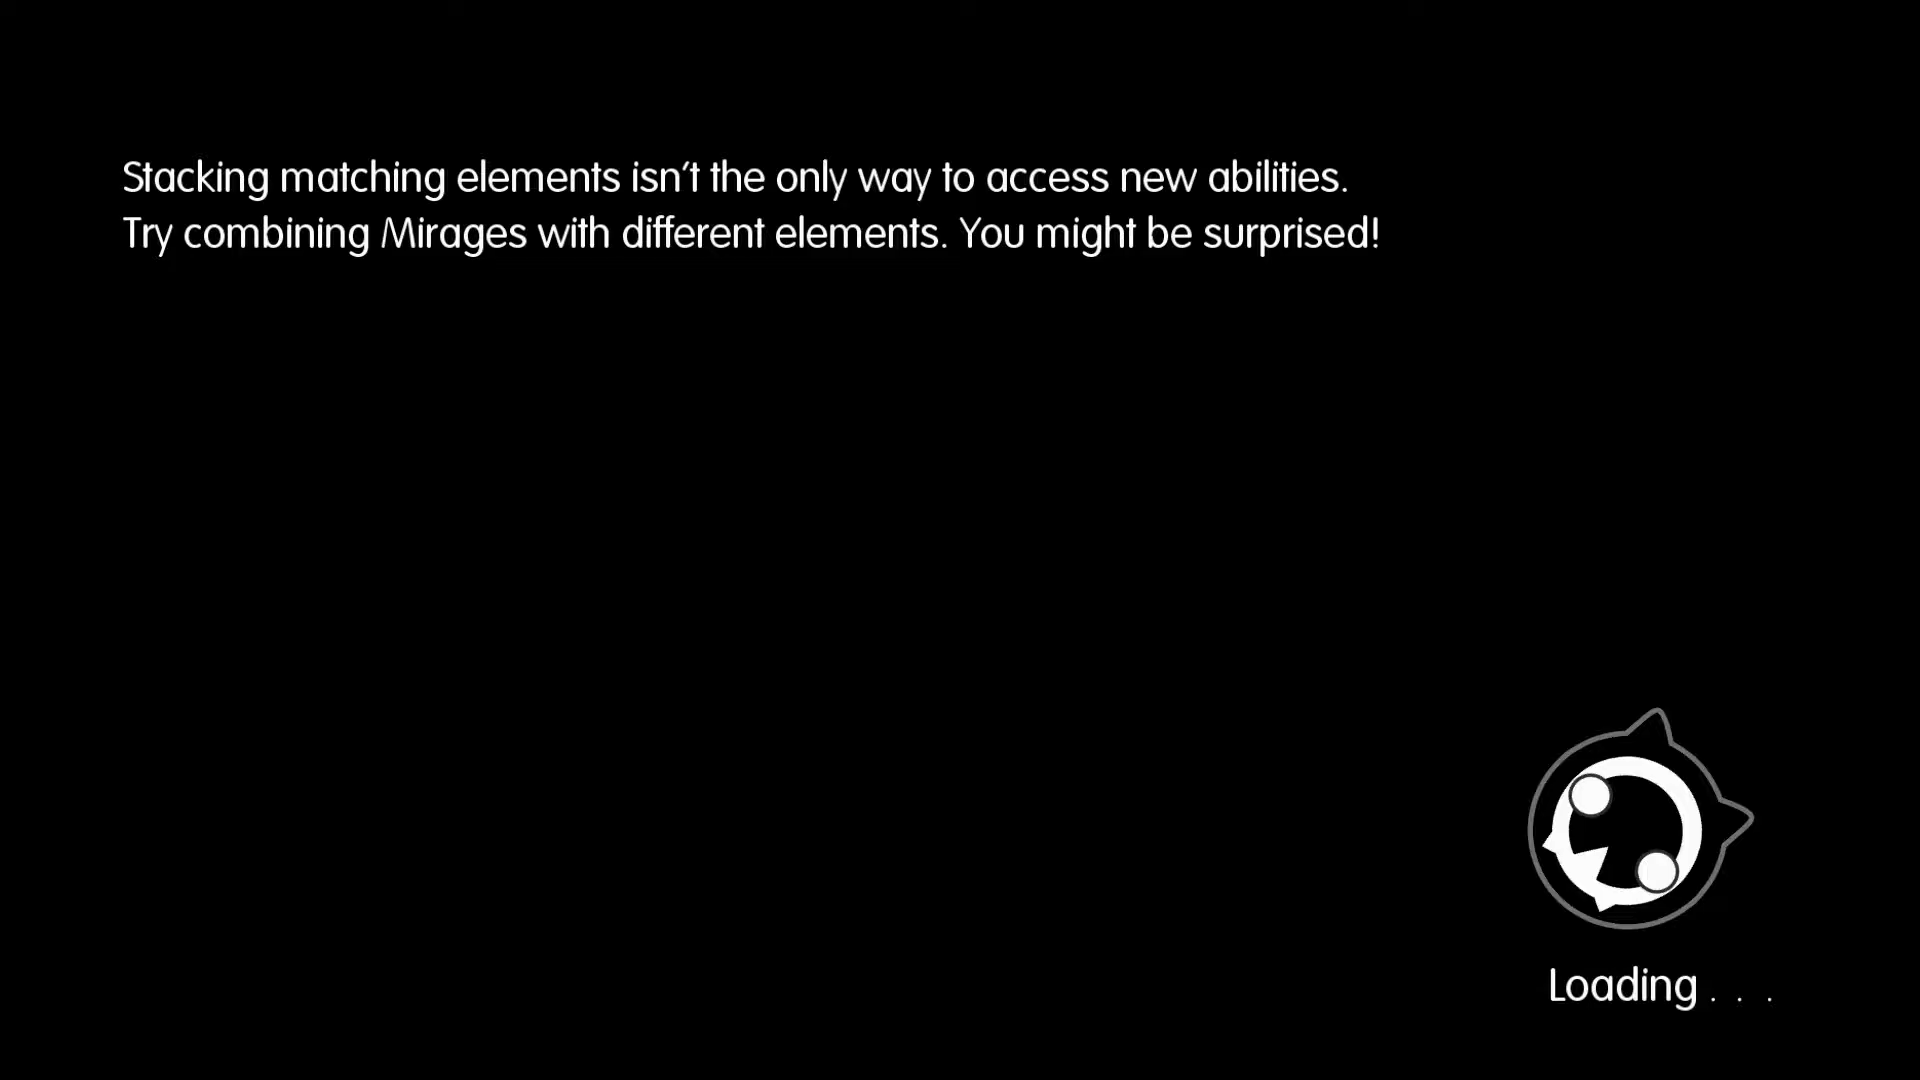 Stacking matching elements isn't the only way to access new abilities.
Try combining Mirages with different elements. You might be surprised!
Loading . . .